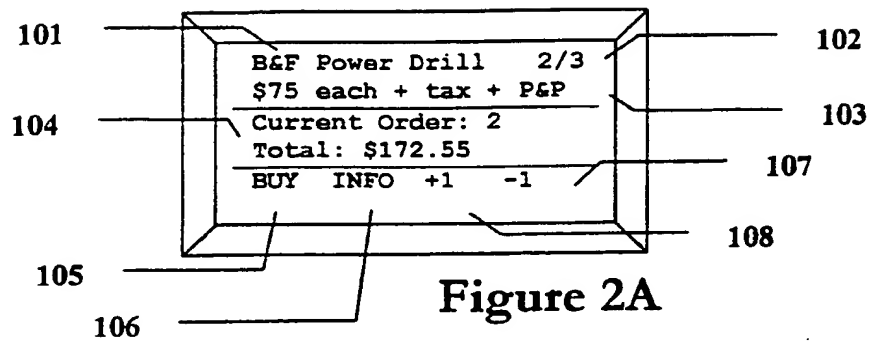 101
102
B&F Power Drill 2/3
$75 each + tax + P&P
103
104
Current Order: 2
Total: $172.55
107
BUY INFO +1 -1
108
105
Figure 2A
106